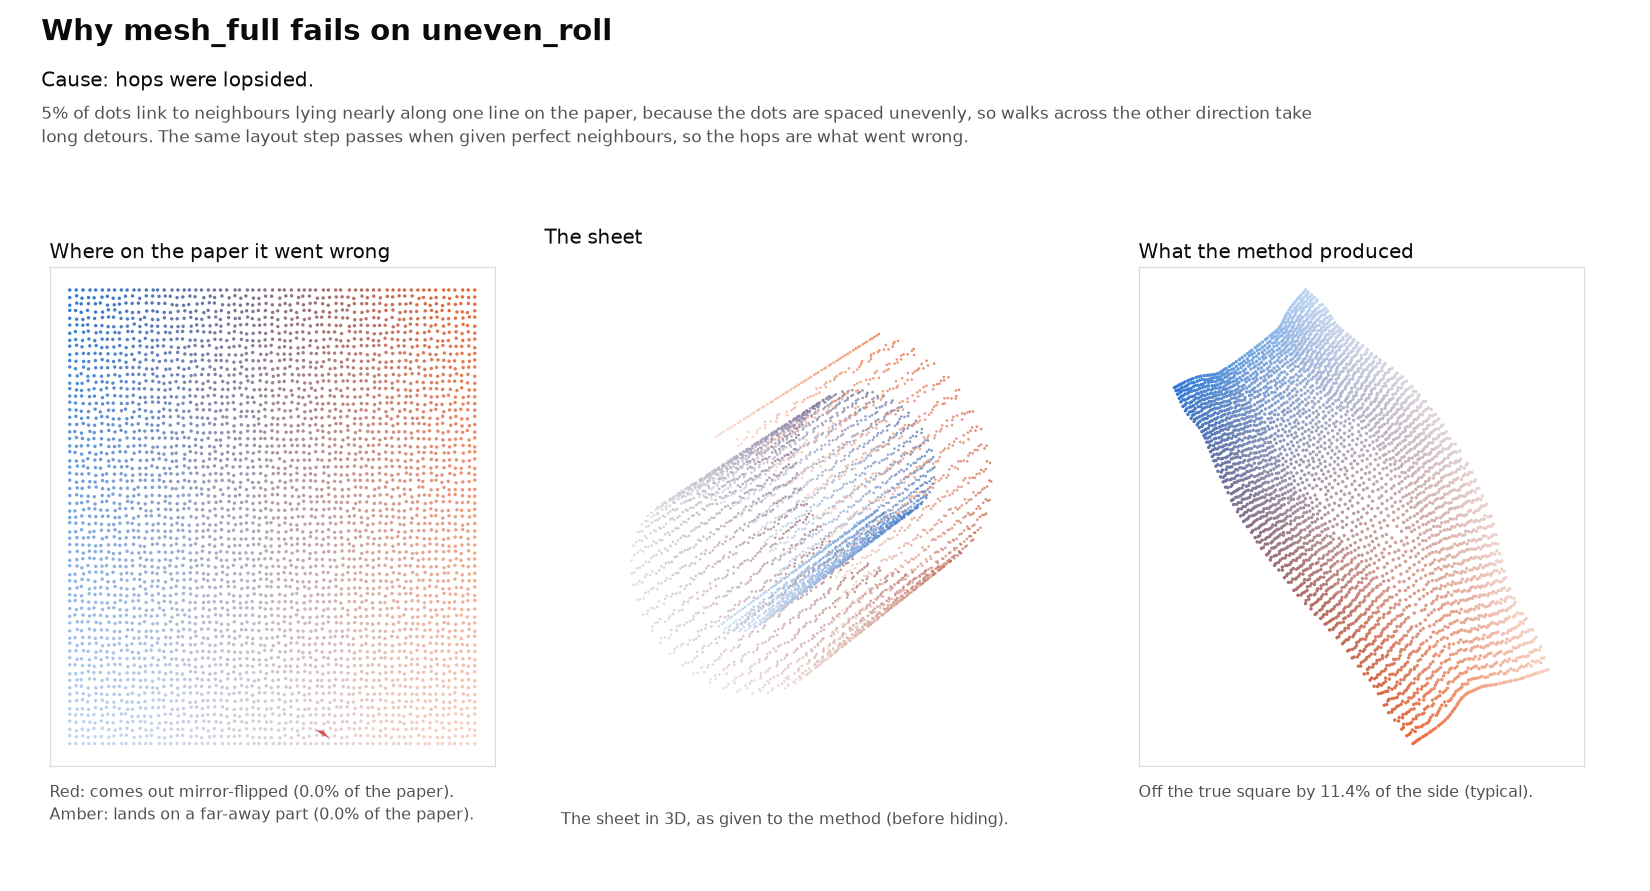 Why mesh_full fails on uneven_roll
Cause: hops were lopsided.
5% of dots link to neighbours lying nearly along one line on the paper, because the dots are spaced unevenly, so walks across the other direction take
long detours. The same layout step passes when given perfect neighbours, so the hops are what went wrong.
Where on the paper it went wrong
The sheet
What the method produced
Red: comes out mirror-flipped (0.0% of the paper).
Amber: lands on a far-away part (0.0% of the paper).
The sheet in 3D, as given to the method (before hiding).
Off the true square by 11.4% of the side (typical).